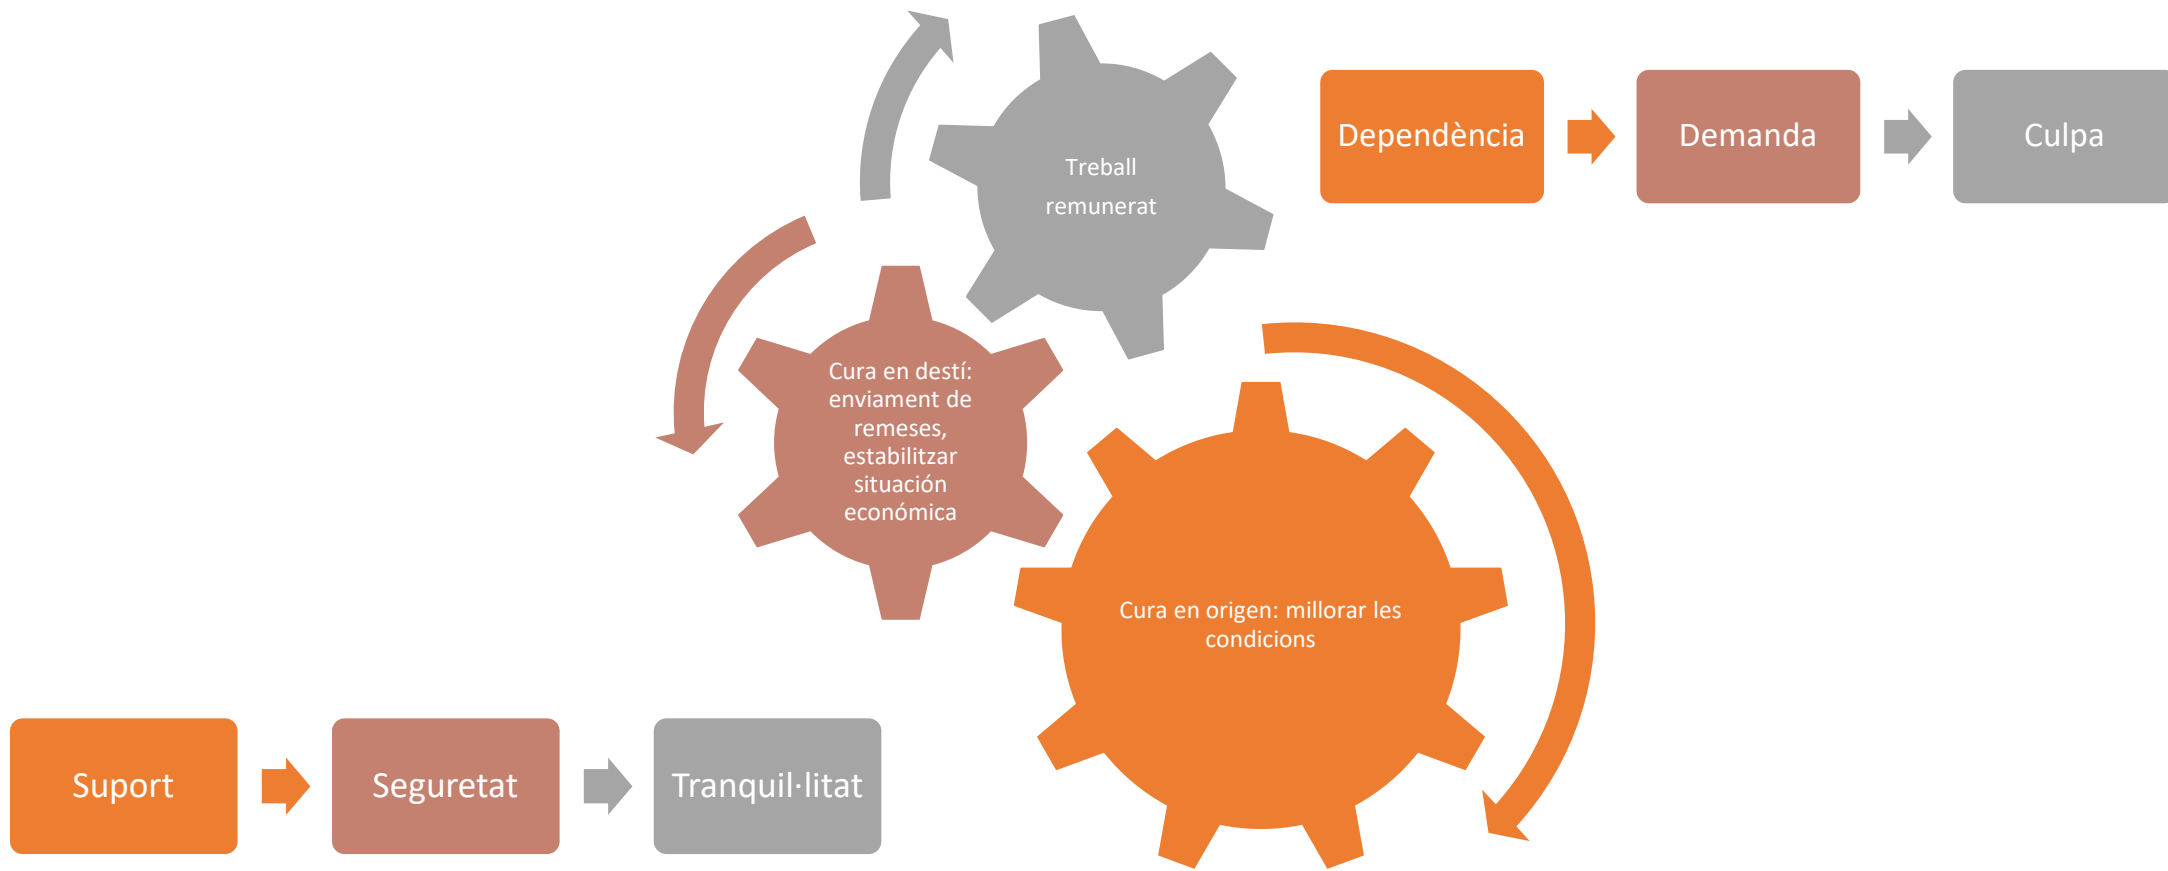 Treball
remunerat
Dependència
Demanda
Culpa
Cura en destí:
enviament de
remeses,
estabilitzar
situación
económica
Cura en origen: millorar les
condicions
Suport
Seguretat
Tranquil·litat